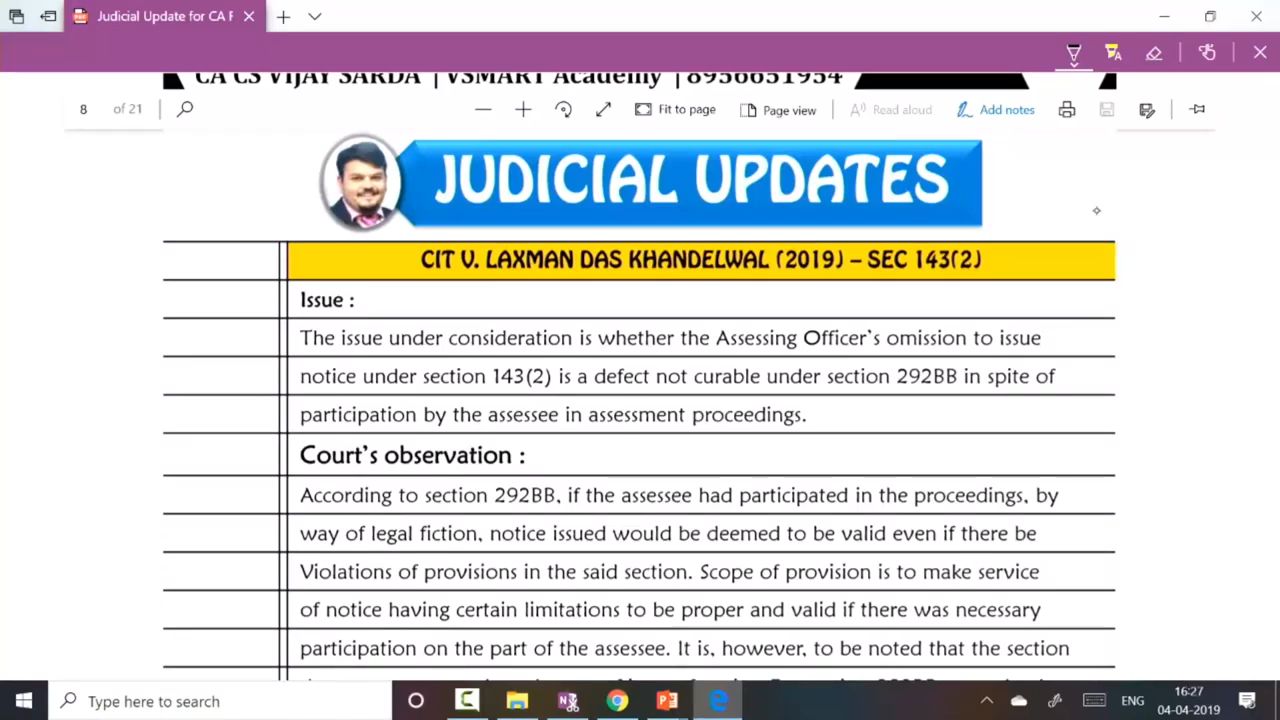 Judicial Update for CA F
CA CS VIJAY SARDA |VSMART Academy |8956651954
8 of 21
Fit to page
Page view
Read aloud
Add notes
JUDICIAL UPDATES
CIT V. LAXMAN DAS KHANDELWAL (2019) – SEC 143(2)
Issue :
The issue under consideration is whether the Assessing Officer's omission to issue
notice under section 143(2) is a defect not curable under section 292BB in spite of
participation by the assessee in assessment proceedings.
Court's observation :
According to section 292BB, if the assessee had participated in the proceedings, by
way of legal fiction, notice issued would be deemed to be valid even if there be
Violations of provisions in the said section. Scope of provision is to make service
of notice having certain limitations to be proper and valid if there was necessary
participation on the part of the assessee. It is, however, to be noted that the section
Type here to search
ENG
16:27
04-04-2019